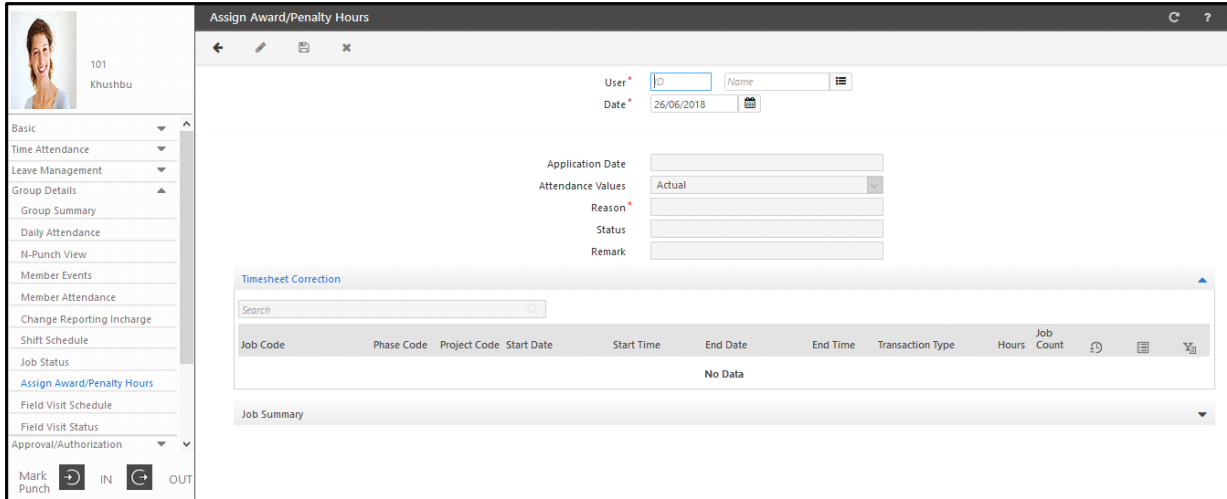 Assign Award/Penalty Hours
?
101
Khushbu
User*
ID
Name
Date*
26/06/2018
Basic
Time Attendance
Leave Management
Group Details
Group Summary
Daily Attendance
N-Punch View
Member Events
Member Attendance
Change Reporting Incharge
Shift Schedule
Job Status
Assign Award/Penalty Hours
Field Visit Schedule
Field Visit Status
Approval/Authorization
Mark Punch
IN
OUT
Application Date
Attendance Values
Actual
Reason*
Status
Remark
Timesheet Correction
Search
Job Code Phase Code Project Code Start Date Start Time End Date End Time Transaction Type Hours Job Count
No Data
Job Summary